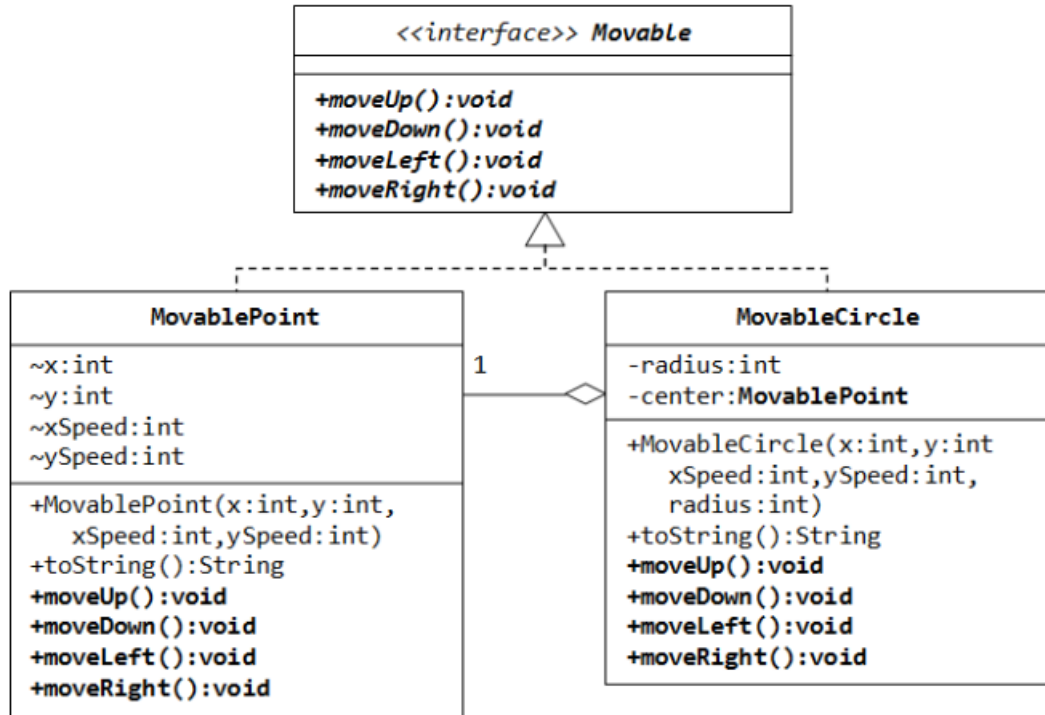 <<interface>> Movable
+moveUp():void
+moveDown():void
+moveLeft():void
+moveRight():void
MovablePoint
~x:int
~y:int
~xSpeed:int
~ySpeed:int
+MovablePoint(x:int,y:int,
xSpeed:int,ySpeed:int)
+toString():String
+moveUp():void
+moveDown():void
+moveLeft():void
+moveRight():void
1
MovableCircle
-radius:int
-center:MovablePoint
+MovableCircle(x:int,y:int
xSpeed:int,ySpeed:int,
radius:int)
+toString():String
+moveUp():void
+moveDown():void
+moveLeft():void
+moveRight():void